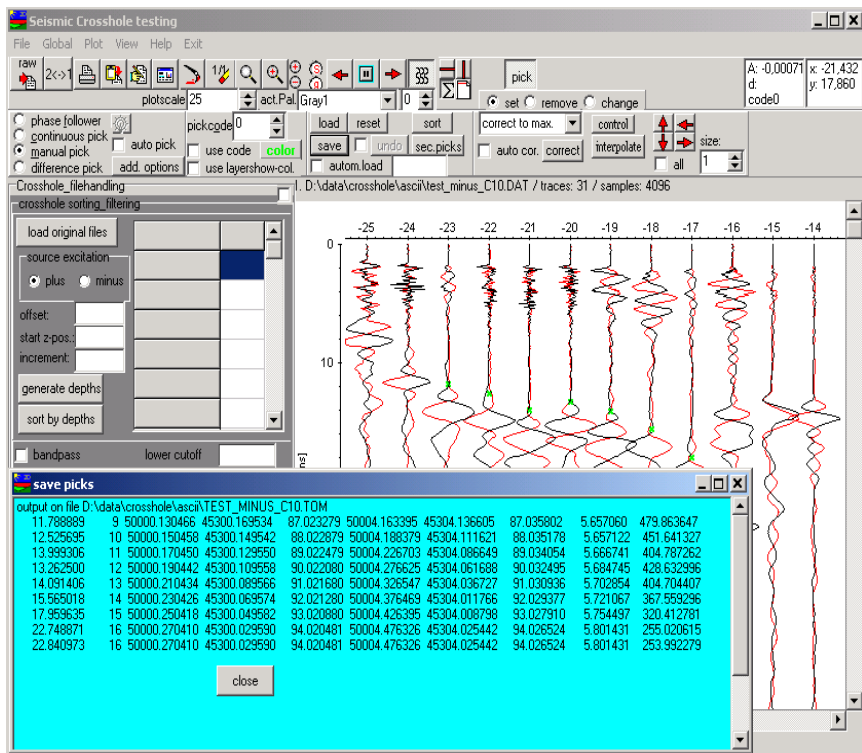 Seismic Crosshole testing
File Global Plot View Help Exit
raw 2<->1 1/f pick
plotscale 25 act.Pal. Gray1 0 set remove change
A: -0,00071 x: -21,432
d: y: 17,860
code0
phase follower pickcode 0 load reset sort correct to max. control
continuous pick auto pick save undo sec.picks interpolate size:
manual pick use code color auto cor. correct all 1
difference pick add. options use layershow-col. autom.load
Crosshole_filehandling
l. D:\data\crosshole\ascii\test_minus_C10.DAT / traces: 31 / samples: 4096
crosshole sorting_filtering
load original files
source excitation
plus minus
offset:
start z-pos.:
increment:
generate depths
sort by depths
bandpass lower cutoff
-25 -24 -23 -22 -21 -20 -19 -18 -17 -16 -15 -14
0
10
ns]
save picks
output on file D:\data\crosshole\ascii\TEST_MINUS_C10.TOM
11.788889 9 50000.130466 45300.169534 87.023279 50004.163395 45304.136605 87.035802 5.657060 479.863647
12.525695 10 50000.150458 45300.149542 88.022879 50004.188379 45304.111621 88.035178 5.657122 451.641327
13.999306 11 50000.170450 45300.129550 89.022479 50004.226703 45304.086649 89.034054 5.666741 404.787262
13.262500 12 50000.190442 45300.109558 90.022080 50004.276625 45304.061688 90.032495 5.684745 428.632996
14.091406 13 50000.210434 45300.089566 91.021680 50004.326547 45304.036727 91.030936 5.702854 404.704407
15.565018 14 50000.230426 45300.069574 92.021280 50004.376469 45304.011766 92.029377 5.721067 367.559296
17.959635 15 50000.250418 45300.049582 93.020880 50004.426395 45304.008798 93.027910 5.754497 320.412781
22.748871 16 50000.270410 45300.029590 94.020481 50004.476326 45304.025442 94.026524 5.801431 255.020615
22.840973 16 50000.270410 45300.029590 94.020481 50004.476326 45304.025442 94.026524 5.801431 253.992279
close